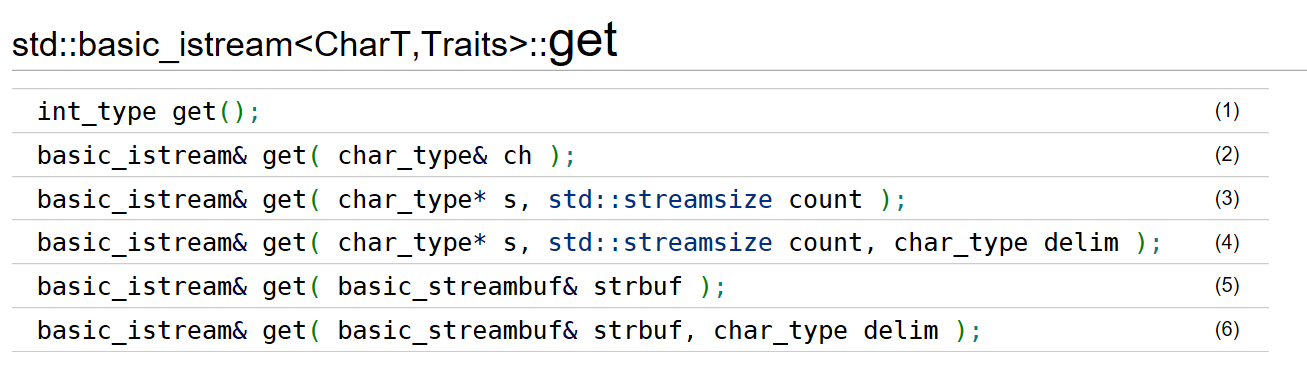 std::basic_istream<CharT,Traits>::get
int_type get(); (1)
basic_istream& get( char_type& ch ); (2)
basic_istream& get( char_type* s, std::streamsize count ); (3)
basic_istream& get( char_type* s, std::streamsize count, char_type delim ); (4)
basic_istream& get( basic_streambuf& strbuf ); (5)
basic_istream& get( basic_streambuf& strbuf, char_type delim ); (6)